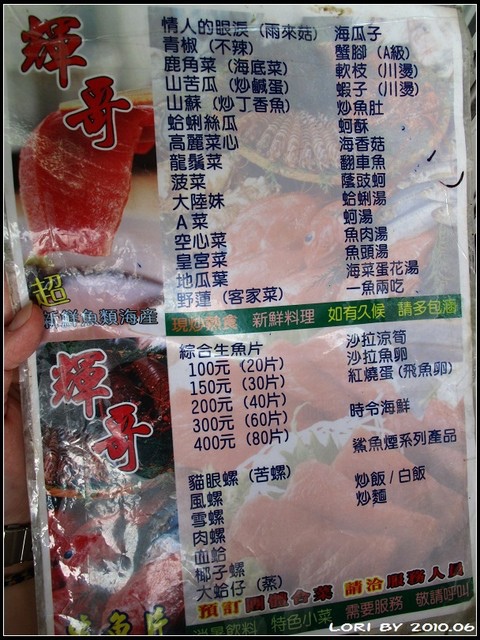 輝哥
情人的眼淚（雨來菇）
青椒（不辣）
鹿角菜（海底菜）
山苦瓜（炒鹹蛋）
山蘇（炒丁香魚）
蛤蜊絲瓜
高麗菜心
龍鬚菜
菠菜
大陸妹
A菜
空心菜
皇宮菜
地瓜葉
野蓮（客家菜）
海瓜子
蟹腳（A級）
軟枝（川燙）
蝦子（川燙）
炒魚肚
蚵酥
海香菇
翻車魚
蔭豉蚵
蛤蜊湯
蚵湯
魚肉湯
魚頭湯
海菜蛋花湯
一魚兩吃
超
新鮮魚類海產
現炒熱食 新鮮料理 如有久候 請多包涵
輝哥
綜合生魚片
100元（20片）
150元（30片）
200元（40片）
300元（60片）
400元（80片）
貓眼螺（苦螺）
風螺
雪螺
肉螺
血蛤
椰子螺
大蛤仔（蒸）
沙拉涼筍
沙拉魚卵
紅燒蛋(飛魚卵)
時令海鮮
鯊魚煙系列產品
炒飯/白飯
炒麵
生魚片
預訂團體合菜 請洽服務人員
消暑飲料 特色小菜 需要服務 敬請呼叫
LORI BY 2010.06